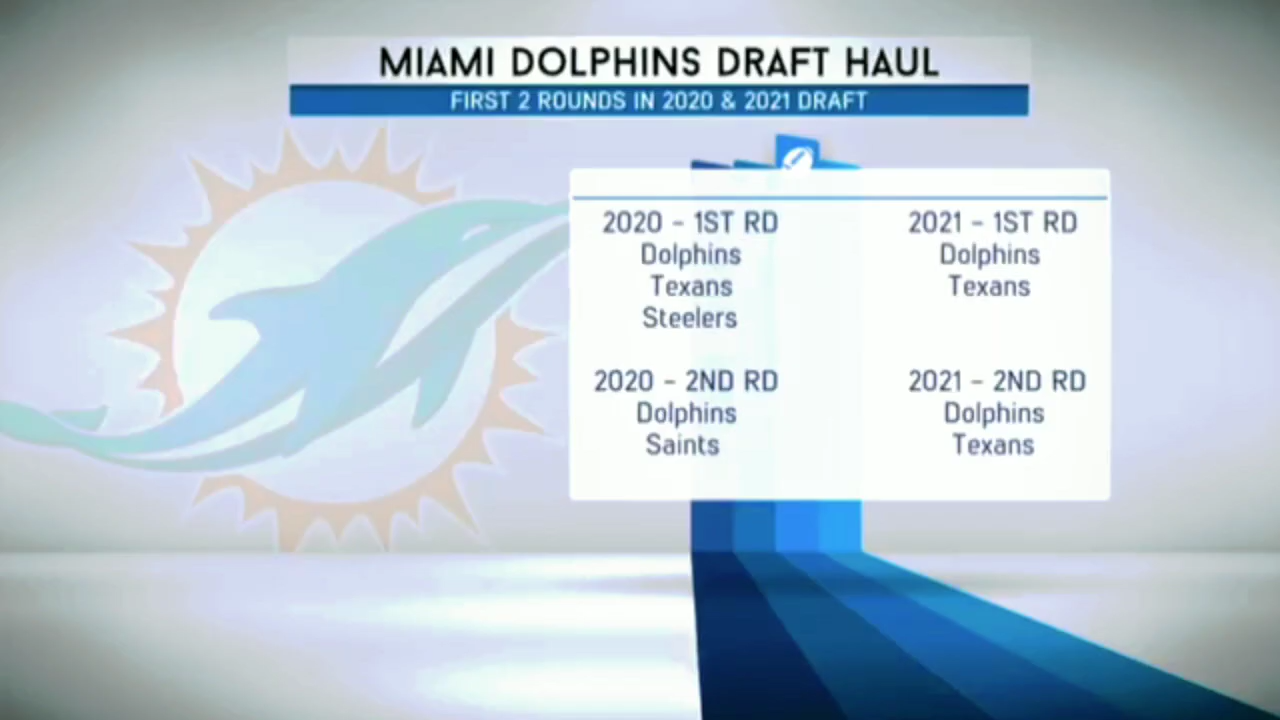 MIAMI DOLPHINS DRAFT HAUL
FIRST 2 ROUNDS IN 2020 & 2021 DRAFT
2020 - 1ST RD
Dolphins
Texans
Steelers
2021 - 1ST RD
Dolphins
Texans
2020 - 2ND RD
Dolphins
Saints
2021 - 2ND RD
Dolphins
Texans